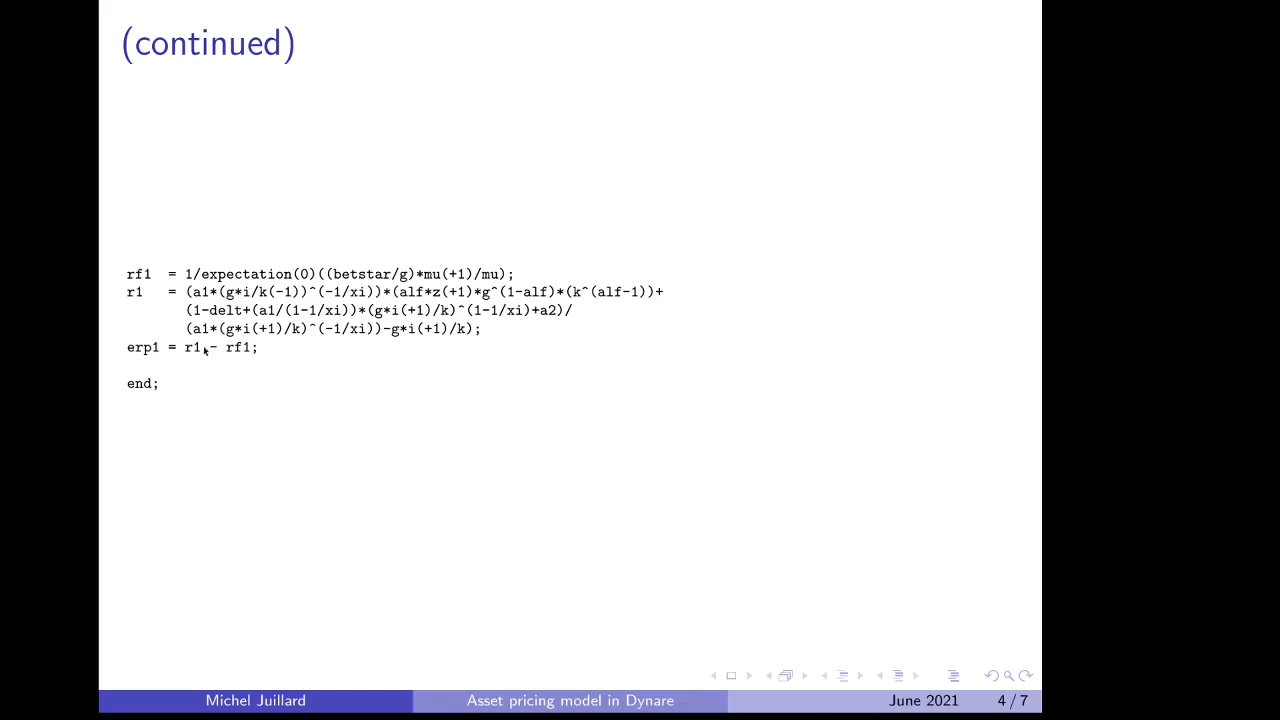 (continued)
rf1 = 1/expectation(0)((betstar/g)*mu(+1)/mu);
r1 = (a1*(g*i/k(-1))^(-1/xi))*(alf*z(+1)*g^(1-alf)*(k^(alf-1))+
(1-delt+(a1/(1-1/xi))*(g*i(+1)/k)^(1-1/xi)+a2)/
(a1*(g*i(+1)/k)^(-1/xi))-g*i(+1)/k);
erp1 = r1 - rf1;
end;
Michel Juillard
Asset pricing model in Dynare
June 2021
4 / 7